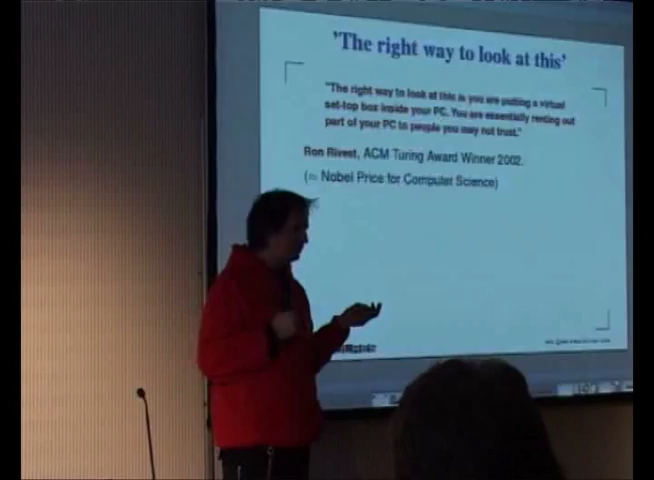 'The right way to look at this'
"The right way to look at this is you are putting a virtual
set-top box inside your PC. You are essentially renting out
part of your PC to people you may not trust."
Ron Rivest, ACM Turing Award Winner 2002.
(≈ Nobel Price for Computer Science)